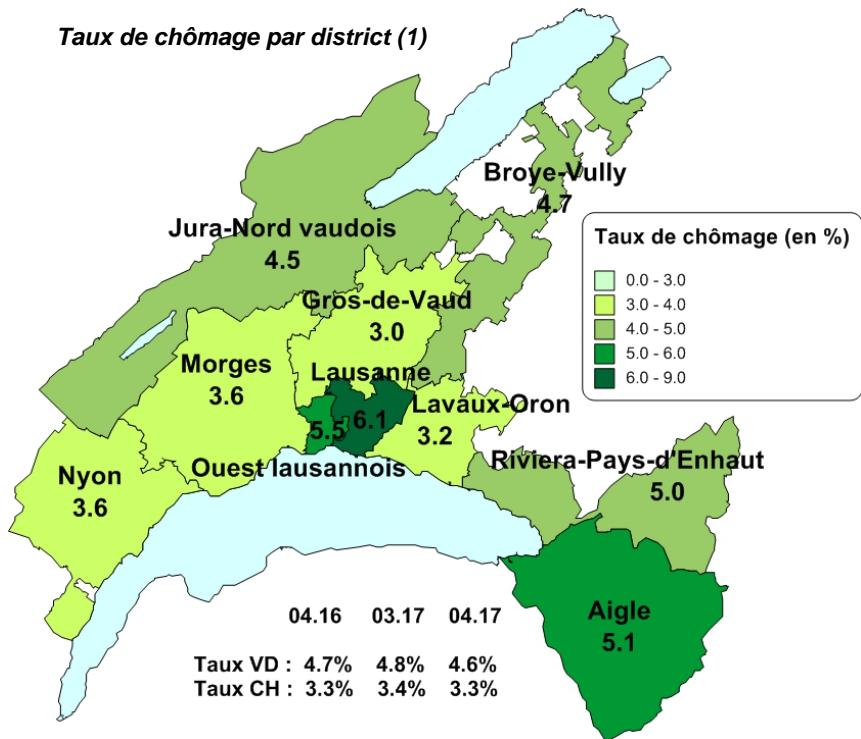 Taux de chômage par district (1)
Broye-Vully
4.7
Jura-Nord vaudois
4.5
Taux de chômage (en %)
0.0 - 3.0
3.0 - 4.0
4.0 - 5.0
5.0 - 6.0
6.0 - 9.0
Gros-de-Vaud
3.0
Morges
3.6
Lausanne
6.1
5.5
Lavaux-Oron
3.2
Ouest lausannois
Riviera-Pays-d'Enhaut
5.0
Nyon
3.6
Aigle
5.1
04.16 03.17 04.17
Taux VD : 4.7% 4.8% 4.6%
Taux CH : 3.3% 3.4% 3.3%